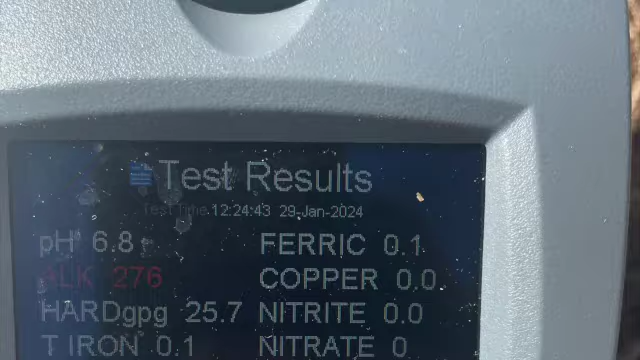 Test Results
Test Time 12:24:43 29-Jan-2024
pH 6.8 FERRIC 0.1
ALK 276 COPPER 0.0
HARDgpg 25.7 NITRITE 0.0
T IRON 0.1 NITRATE 0